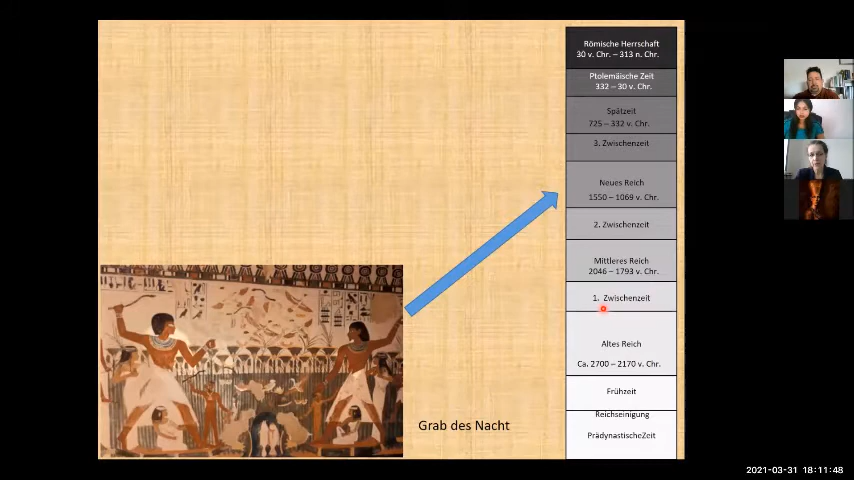 Römische Herrschaft
30 v. Chr. – 313 n. Chr.
Ptolemäische Zeit
332 – 30 v. Chr.
Spätzeit
725 – 332 v. Chr.
3. Zwischenzeit
Neues Reich
1550 – 1069 v. Chr.
2. Zwischenzeit
Mittleres Reich
2046 – 1793 v. Chr.
1. Zwischenzeit
Altes Reich
Ca. 2700 – 2170 v. Chr.
Frühzeit
Reichseinigung
PrädynastischeZeit
Grab des Nacht
2021-03-31 18:11:48